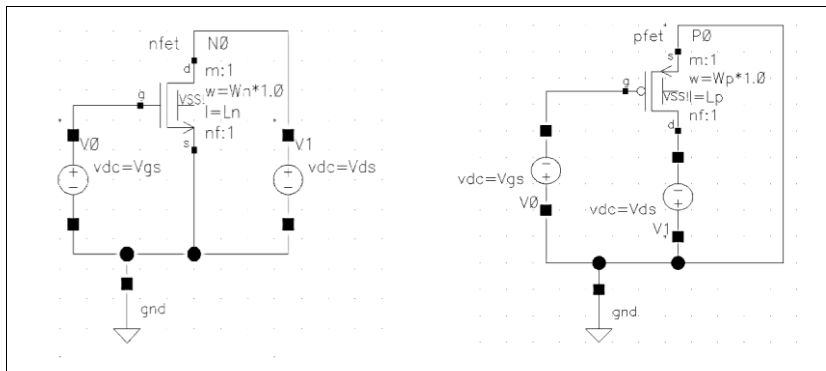 nfet N0
d
m:1
g
w=Wn*1.0
VSS!
l=Ln
nf:1
s
V0
V1
vdc=Vgs
vdc=Vds
gnd
pfet P0
s
m:1
g
w=Wp*1.0
VSS!
l=Lp
nf:1
d
vdc=Vgs
V0
vdc=Vds
V1
gnd